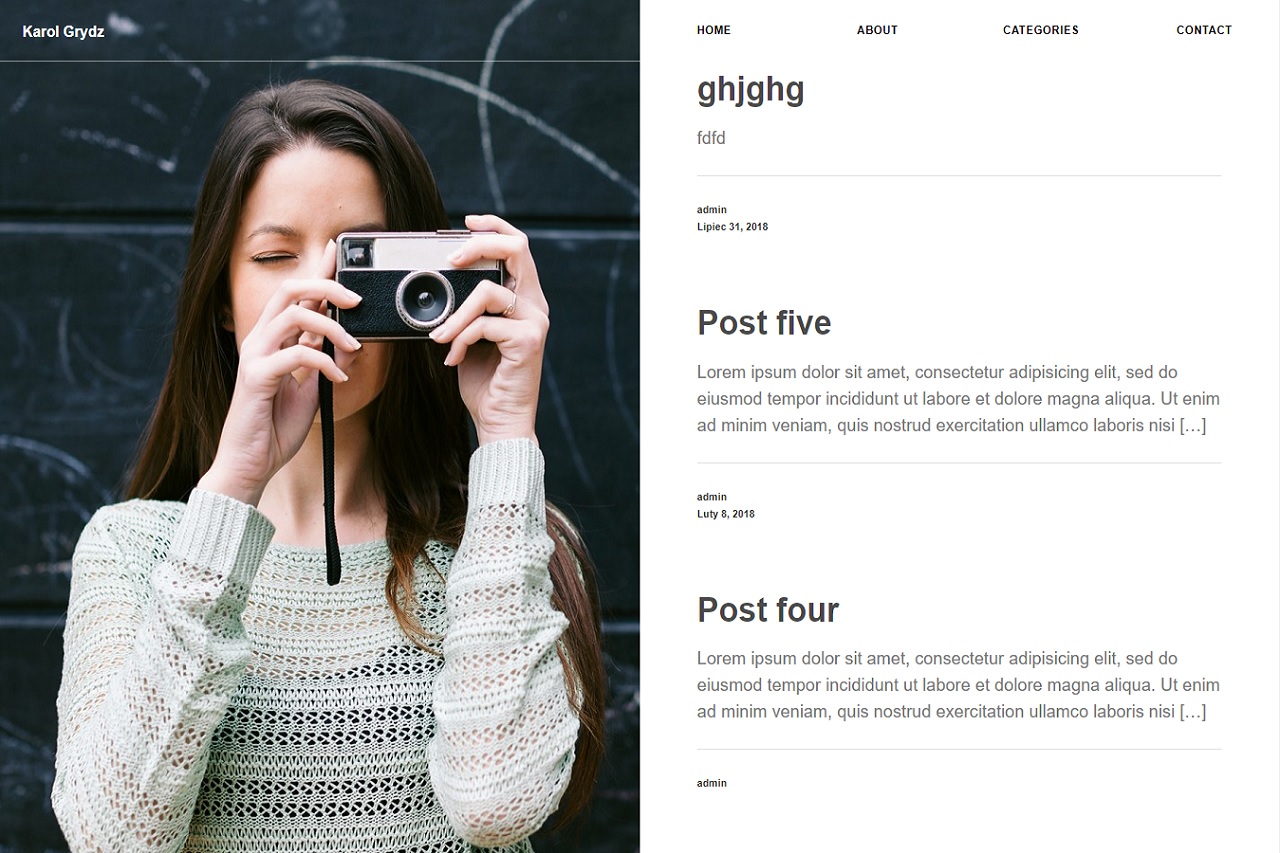 Karol Grydz
HOME ABOUT CATEGORIES CONTACT
ghjghg
fdfd
admin
Lipiec 31, 2018
Post five
Lorem ipsum dolor sit amet, consectetur adipisicing elit, sed do
eiusmod tempor incididunt ut labore et dolore magna aliqua. Ut enim
ad minim veniam, quis nostrud exercitation ullamco laboris nisi […]
admin
Luty 8, 2018
Post four
Lorem ipsum dolor sit amet, consectetur adipisicing elit, sed do
eiusmod tempor incididunt ut labore et dolore magna aliqua. Ut enim
ad minim veniam, quis nostrud exercitation ullamco laboris nisi […]
admin